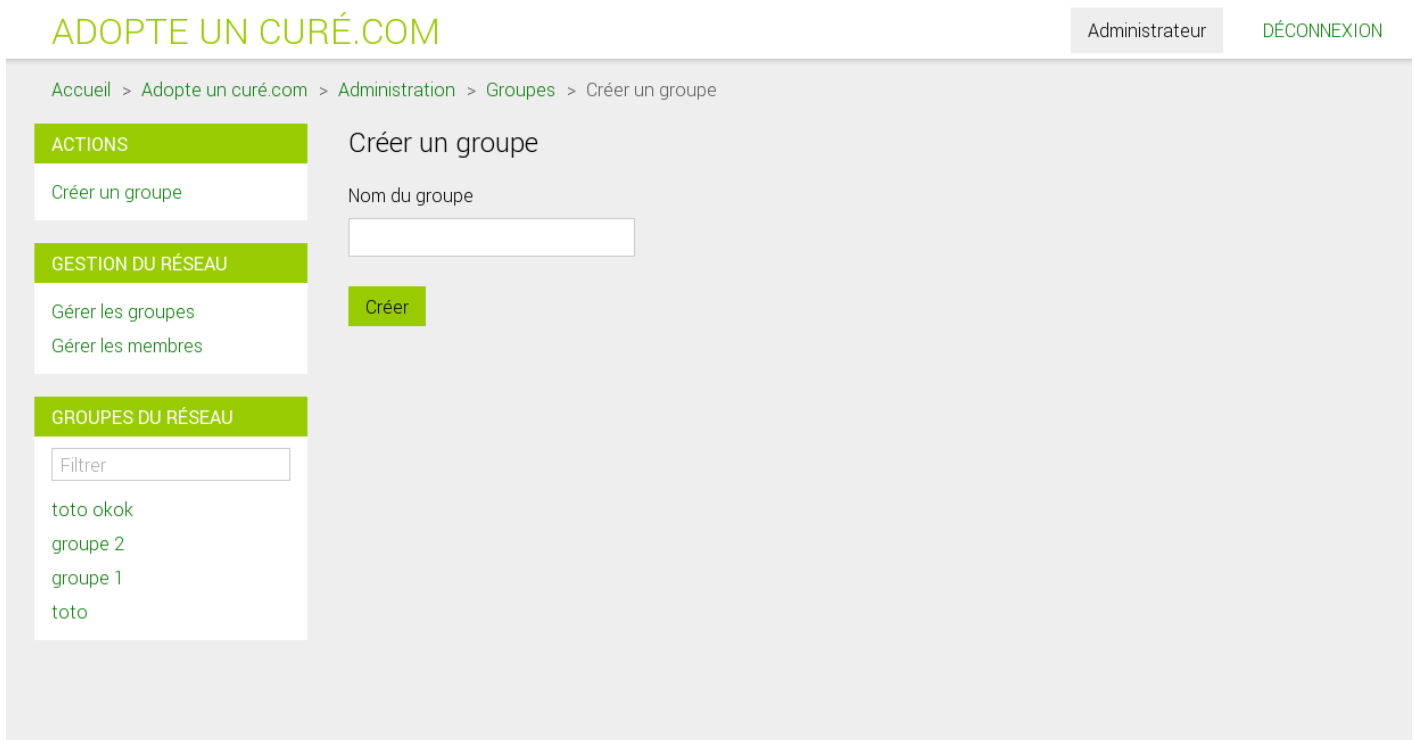 ADOPTE UN CURÉ.COM
Administrateur
DÉCONNEXION
Accueil > Adopte un curé.com > Administration > Groupes > Créer un groupe
ACTIONS
Créer un groupe
GESTION DU RÉSEAU
Gérer les groupes
Gérer les membres
GROUPES DU RÉSEAU
Filtrer
toto okok
groupe 2
groupe 1
toto
Créer un groupe
Nom du groupe
Créer